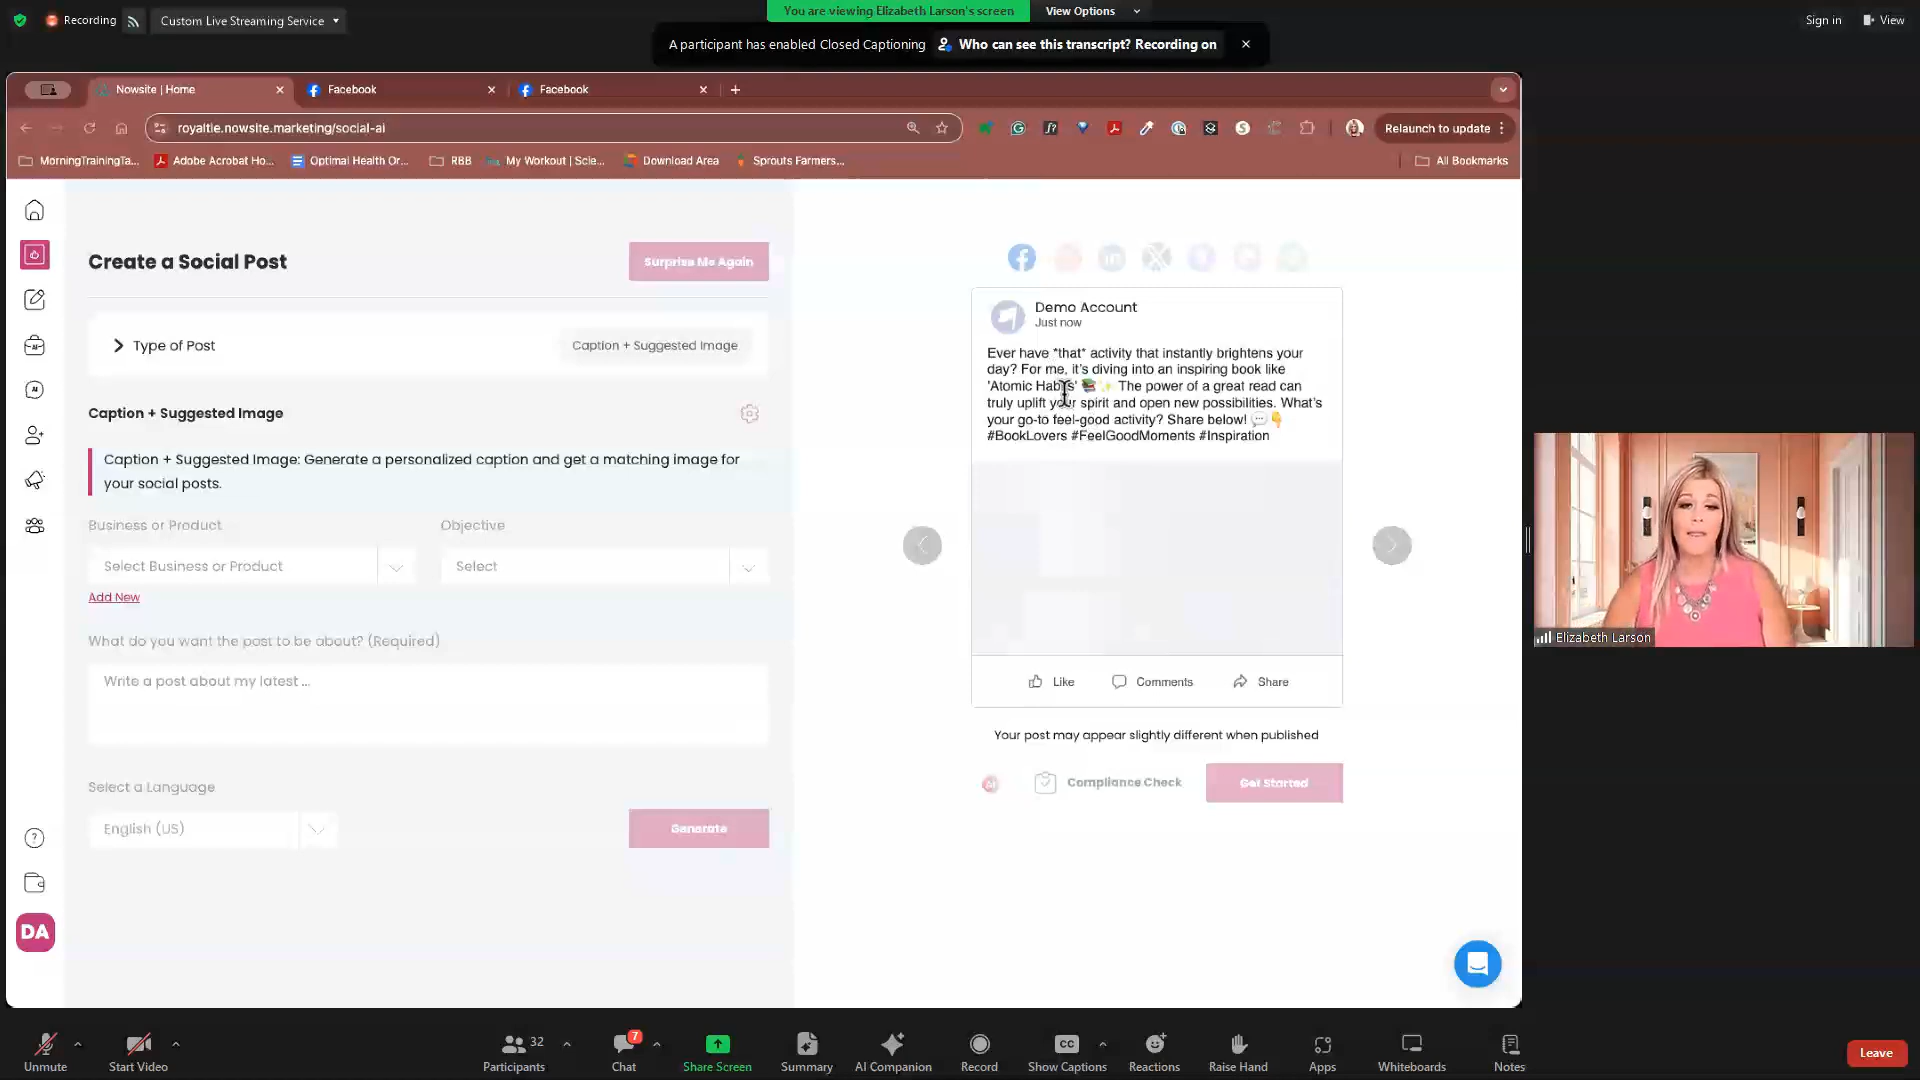 Recording
Custom Live Streaming Service
You are viewing Elizabeth Larson's screen
View Options
Sign in
View
A participant has enabled Closed Captioning
Who can see this transcript? Recording on
Nowsite | Home
Facebook
Facebook
royaltie.nowsite.marketing/social-ai
Relaunch to update
MorningTrainingTa...
Adobe Acrobat Ho...
Optimal Health Or...
RBB
My Workout | Scie...
Download Area
Sprouts Farmers...
All Bookmarks
Create a Social Post
Surprise Me Again
Type of Post
Caption + Suggested Image
Caption + Suggested Image
Caption + Suggested Image: Generate a personalized caption and get a matching image for
your social posts.
Business or Product
Objective
Select Business or Product
Select
Add New
What do you want the post to be about? (Required)
Write a post about my latest ...
Select a Language
English (US)
Generate
DA
Demo Account
Just now
Ever have *that* activity that instantly brightens your
day? For me, it's diving into an inspiring book like
'Atomic Habits' 📚✨ The power of a great read can
truly uplift your spirit and open new possibilities. What's
your go-to feel-good activity? Share below! 💬👇
#BookLovers #FeelGoodMoments #Inspiration
Like
Comments
Share
Your post may appear slightly different when published
Compliance Check
Get Started
Elizabeth Larson
Unmute
Start Video
32
Participants
7
Chat
Share Screen
Summary
AI Companion
Record
CC
Show Captions
Reactions
Raise Hand
Apps
Whiteboards
Notes
Leave